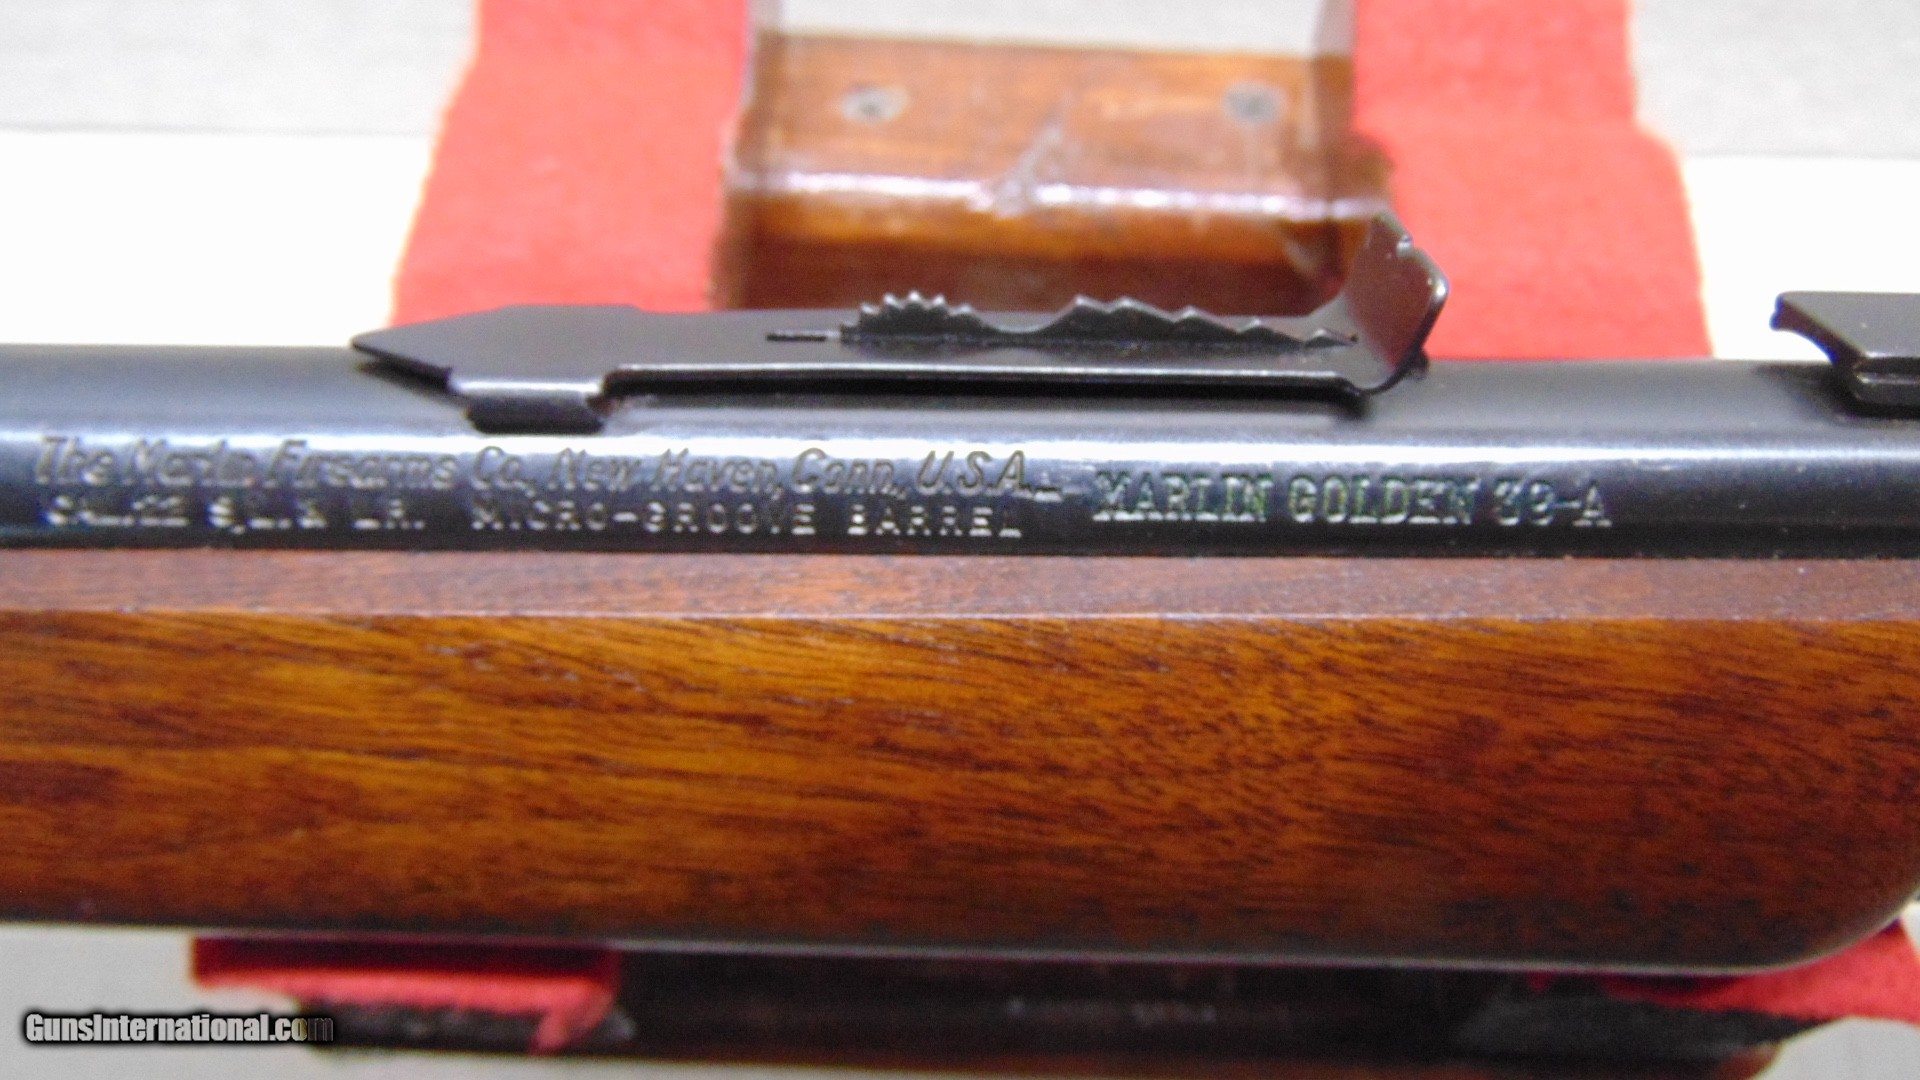 The Marlin Firearms Co., New Haven, Conn., U.S.A.— MARLIN GOLDEN 39-A
CAL. 22 S,L.& LR. MICRO-GROOVE BARREL
GunsInternational.com